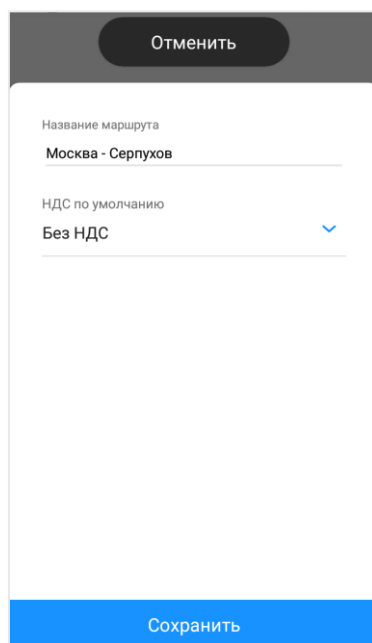 Отменить
Название маршрута
Москва - Серпухов
НДС по умолчанию
Без НДС
Сохранить